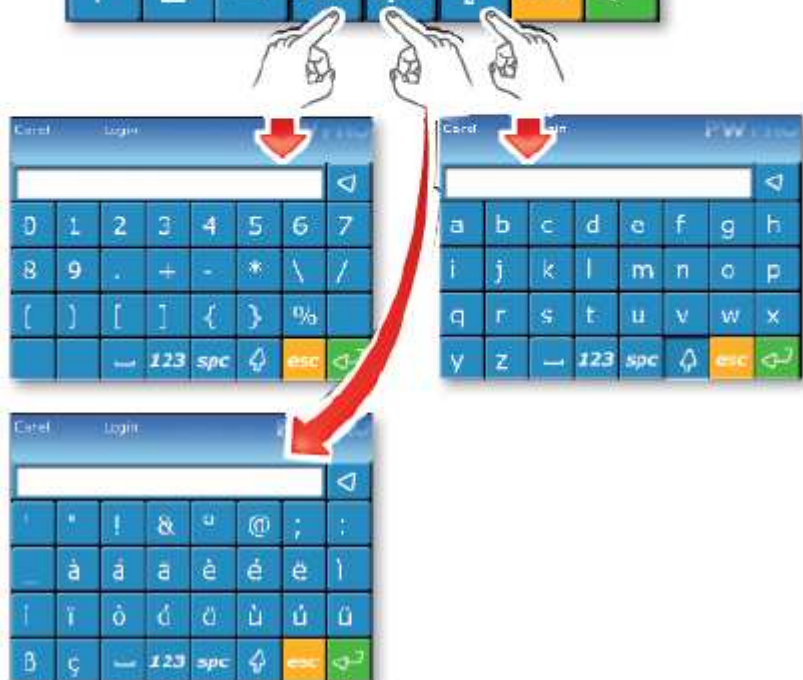 Carel Login
0 1 2 3 4 5 6 7
8 9 . + - * \ /
( ) [ ] { } %
123 spc esc
Carel
a b c d e f g h
i j k l m n o p
q r s t u v w x
y z 123 spc esc
Carel Login
' " ! & @ ; :
_ à á ä è é ë ì
í ï ò ó ö ù ú ü
ß ç 123 spc esc